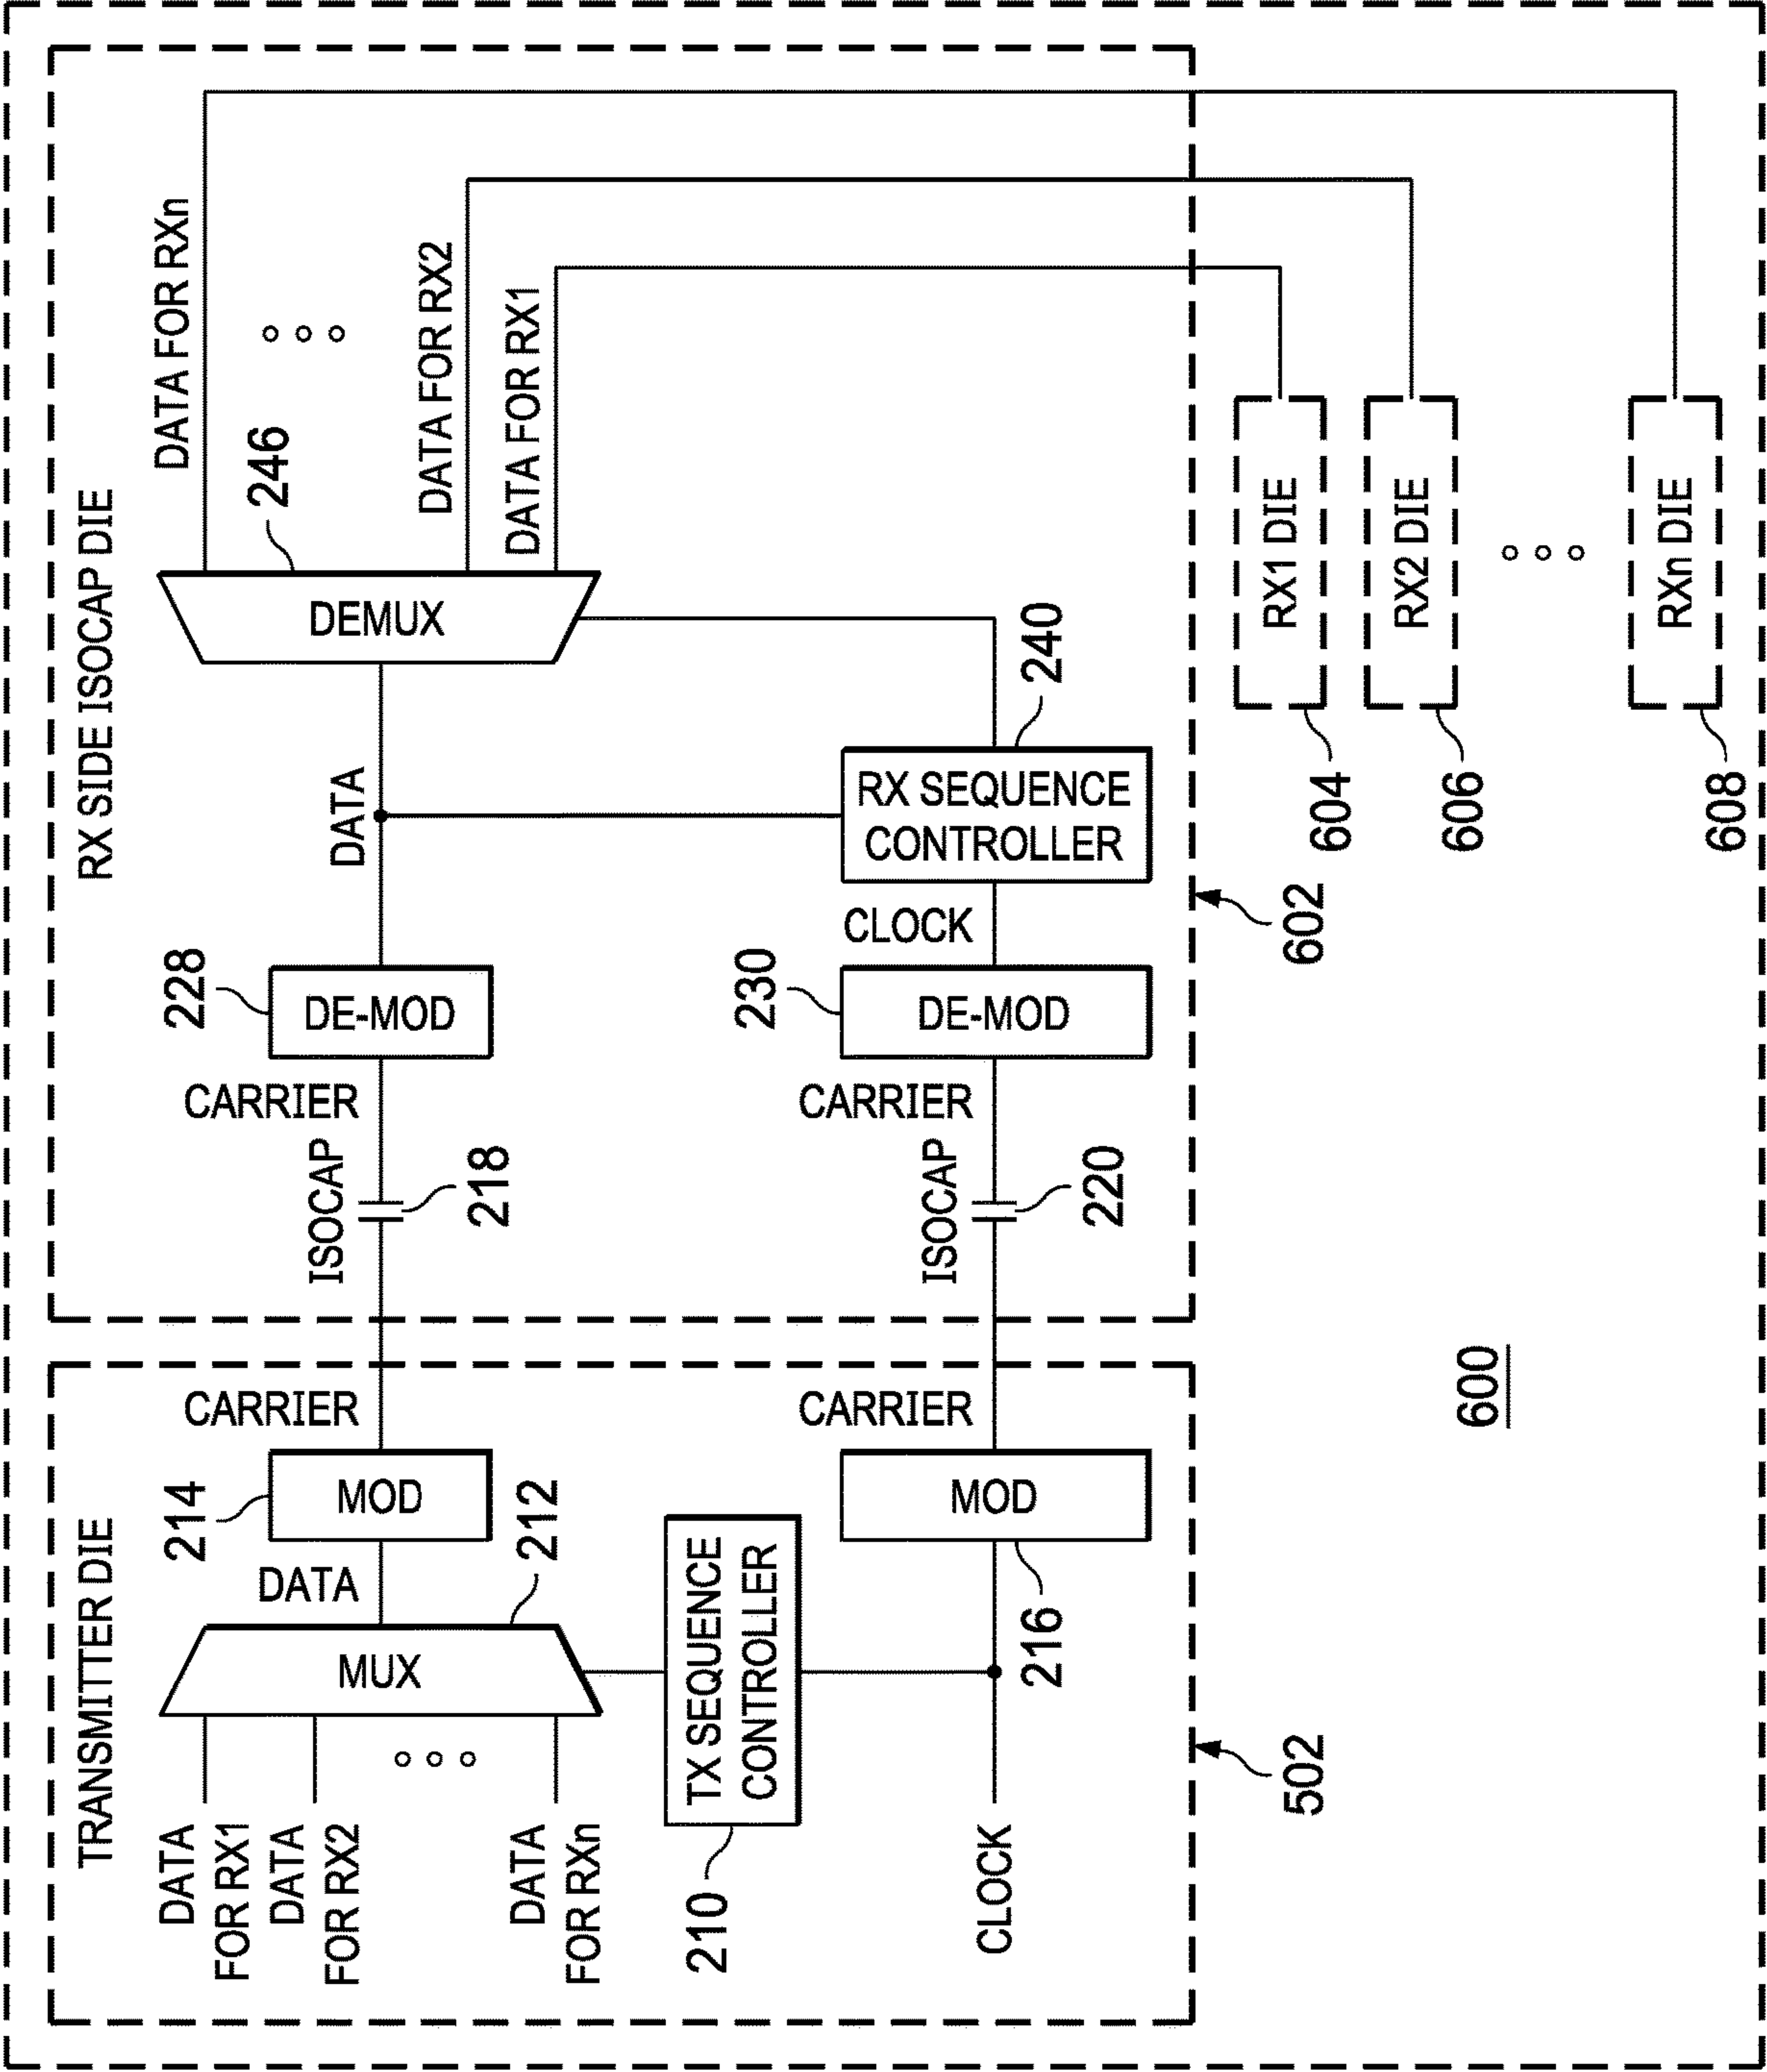 TRANSMITTER DIE
DATA
FOR RX1
DATA
FOR RX2
DATA
FOR RXn
MUX
212
DATA
214
MOD
CARRIER
TX SEQUENCE
CONTROLLER
210
CLOCK
MOD
216
CARRIER
502
RX SIDE ISOCAP DIE
ISOCAP
218
CARRIER
228
DE-MOD
DATA
DEMUX
246
DATA FOR RXn
DATA FOR RX2
DATA FOR RX1
ISOCAP
220
CARRIER
230
DE-MOD
CLOCK
RX SEQUENCE
CONTROLLER
240
602
RX1 DIE
604
RX2 DIE
606
RXn DIE
608
600